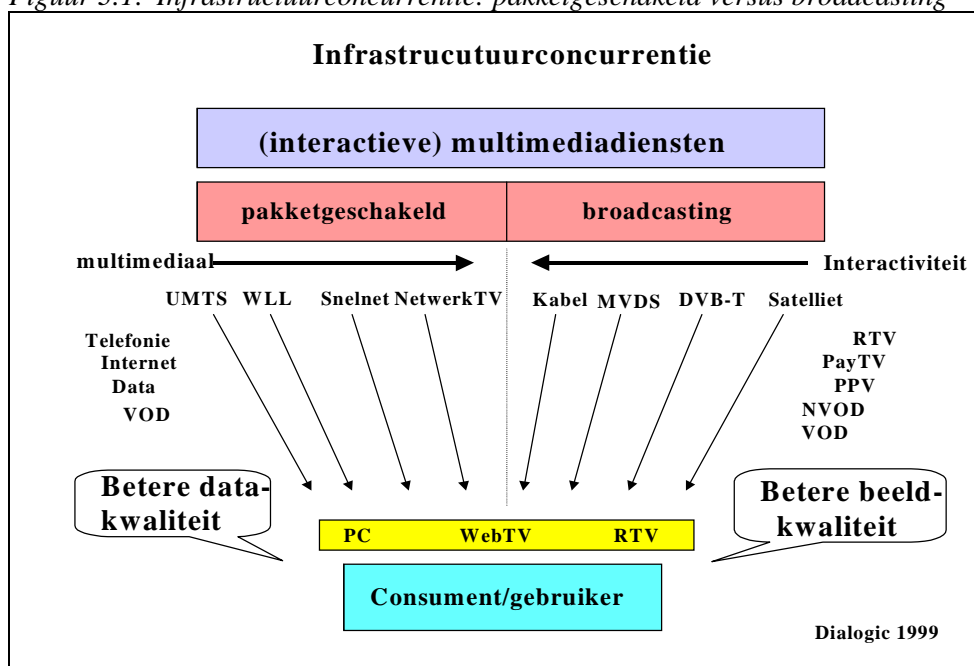 Figuur 3.1: Infrastructuurconcurrentie: pakketgeschakeld versus broadcasting
Infrastrucutuurconcurrentie
(interactieve) multimediadiensten
pakketgeschakeld
broadcasting
multimediaal
Interactiviteit
UMTS WLL Snelnet NetwerkTV Kabel MVDS DVB-T Satelliet
Telefonie
Internet
Data
VOD
RTV
PayTV
PPV
NVOD
VOD
Betere data-
kwaliteit
Betere beeld-
kwaliteit
PC WebTV RTV
Consument/gebruiker
Dialogic 1999